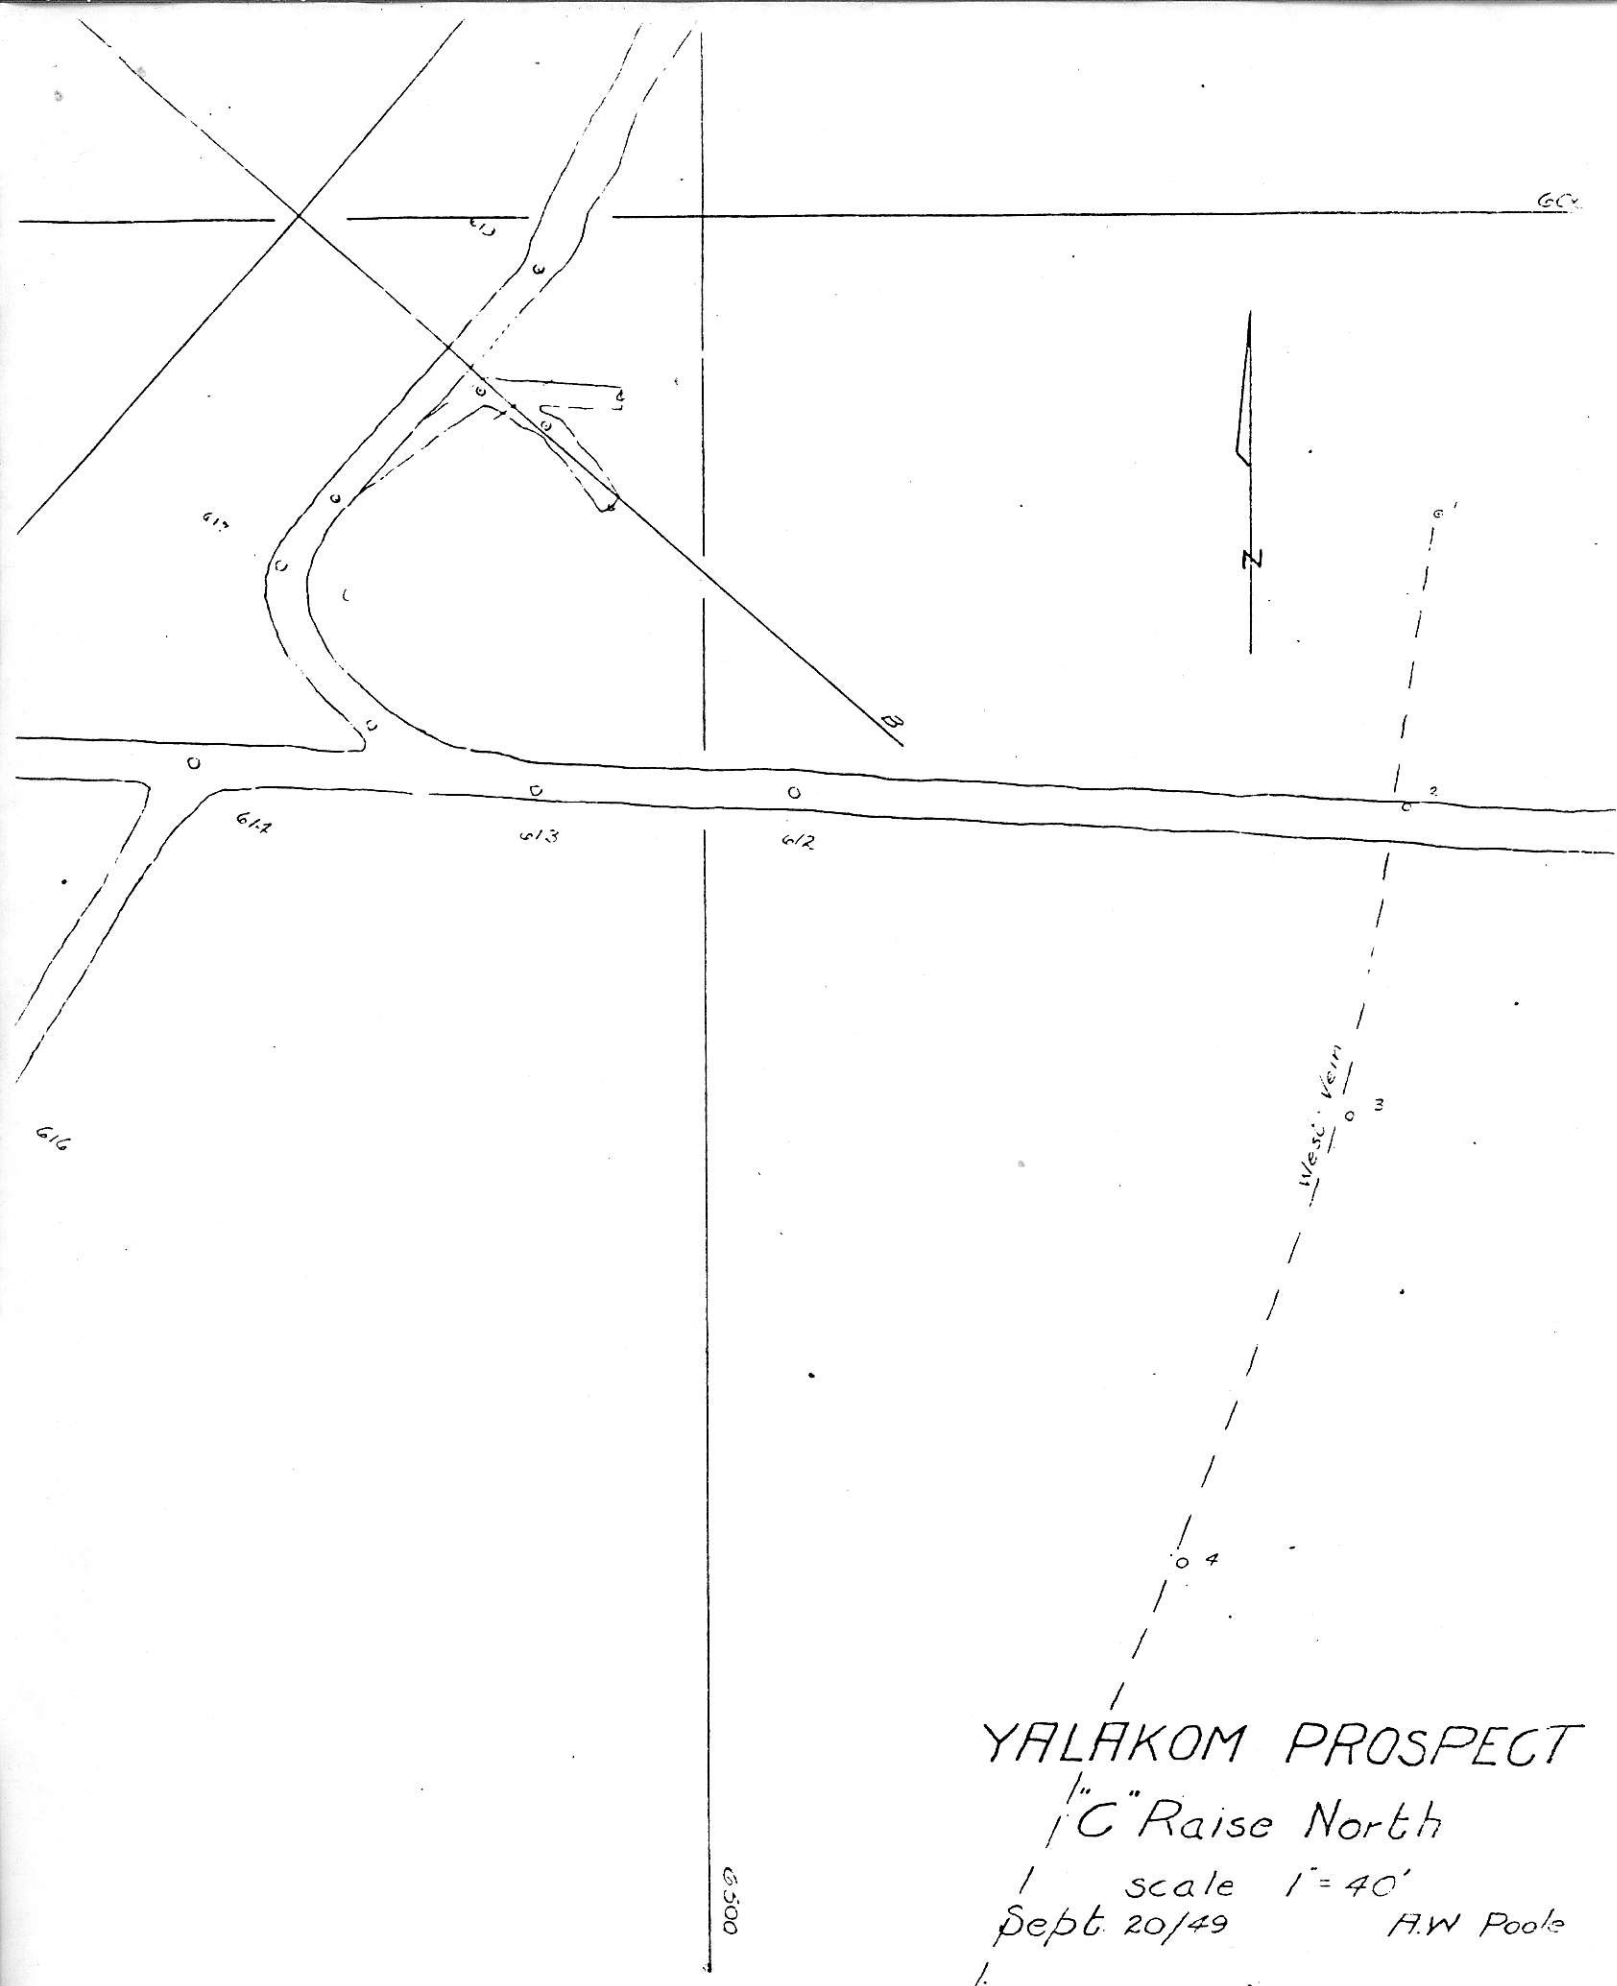 1
B
2
613
612
West Vein
3
616
4
YALAKOM PROSPECT
"C" Raise North
scale 1" = 40'
6500
Sept. 20/49 A.W Poole
N